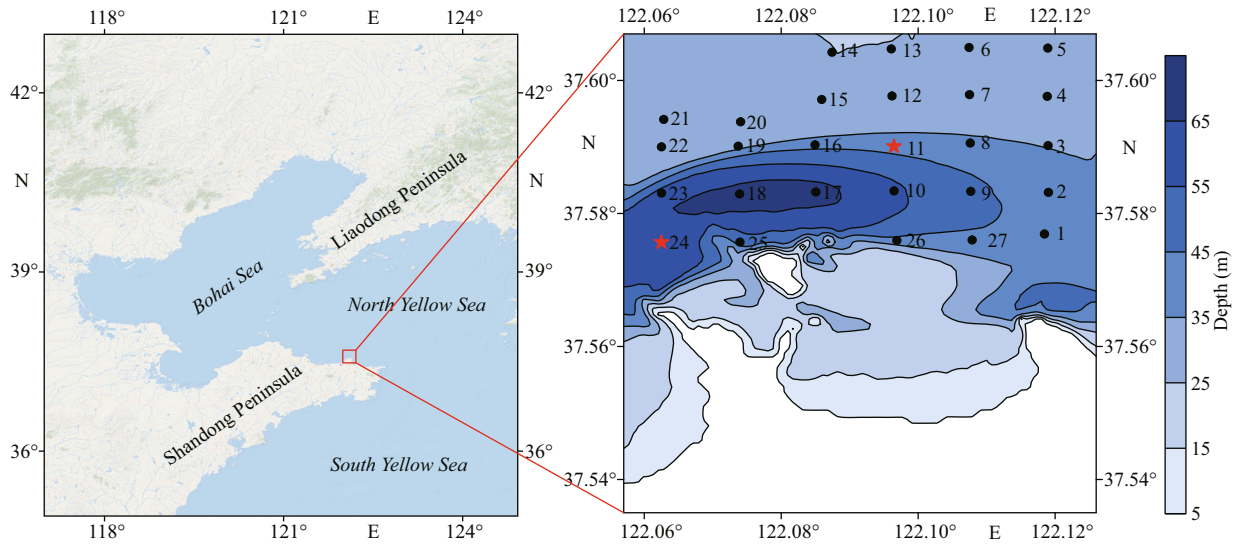 118° 121° E 124°
42° 42°
N N
39° 39°
36° 36°
118° 121° E 124°
Liaodong Peninsula
Bohai Sea
North Yellow Sea
Shandong Peninsula
South Yellow Sea
122.06° 122.08° 122.10° E 122.12°
37.60° 37.60°
N N
37.58° 37.58°
37.56° 37.56°
N N
37.54° 37.54°
122.06° 122.08° 122.10° E 122.12°
14 13 6 5
15 12 7 4
21 20
22 19 16 11 8 3
23 18 17 10 9 2
24 25 26 27 1
65
55
45
35
25
15
5
Depth (m)